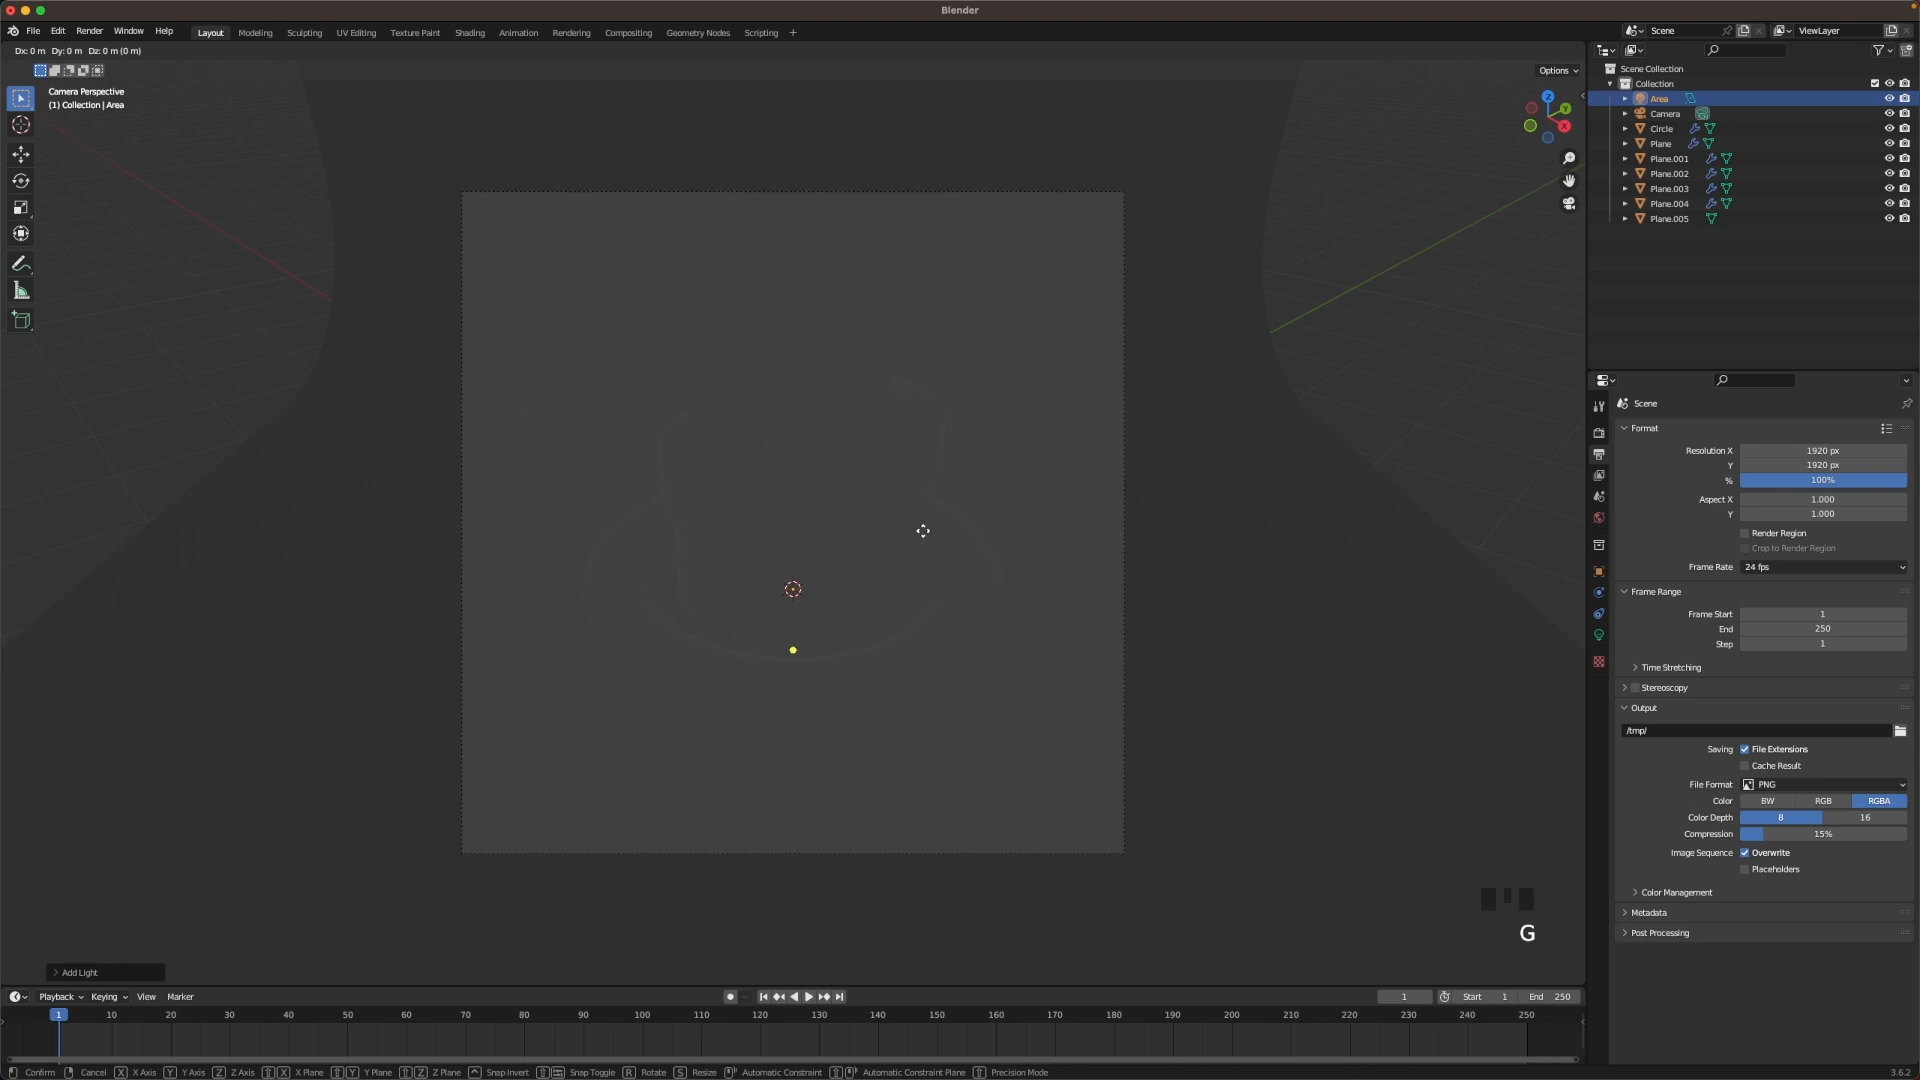 Blender
File Edit Render Window Help
Layout Modeling Sculpting UV Editing Texture Paint Shading Animation Rendering Compositing Geometry Nodes Scripting +
Scene
ViewLayer
Dx: 0 m Dy: 0 m Dz: 0 m (0 m)
Options
Camera Perspective
(1) Collection | Area
Z
Y
X
Scene Collection
Collection
Area
Camera
Circle
Plane
Plane.001
Plane.002
Plane.003
Plane.004
Plane.005
Scene
Format
Resolution X 1920 px
Y 1920 px
% 100%
Aspect X 1.000
Y 1.000
Render Region
Crop to Render Region
Frame Rate 24 fps
Frame Range
Frame Start 1
End 250
Step 1
Time Stretching
Stereoscopy
Output
/tmp/
Saving File Extensions
Cache Result
File Format PNG
Color BW RGB RGBA
Color Depth 8 16
Compression 15%
Image Sequence Overwrite
Placeholders
Color Management
Metadata
Post Processing
G
Add Light
Playback Keying View Marker
1 Start 1 End 250
1 10 20 30 40 50 60 70 80 90 100 110 120 130 140 150 160 170 180 190 200 210 220 230 240 250
Confirm Cancel X X Axis Y Y Axis Z Z Axis X X Plane Y Y Plane Z Z Plane Snap Invert Snap Toggle R Rotate S Resize Automatic Constraint Automatic Constraint Plane Precision Mode
3.6.2